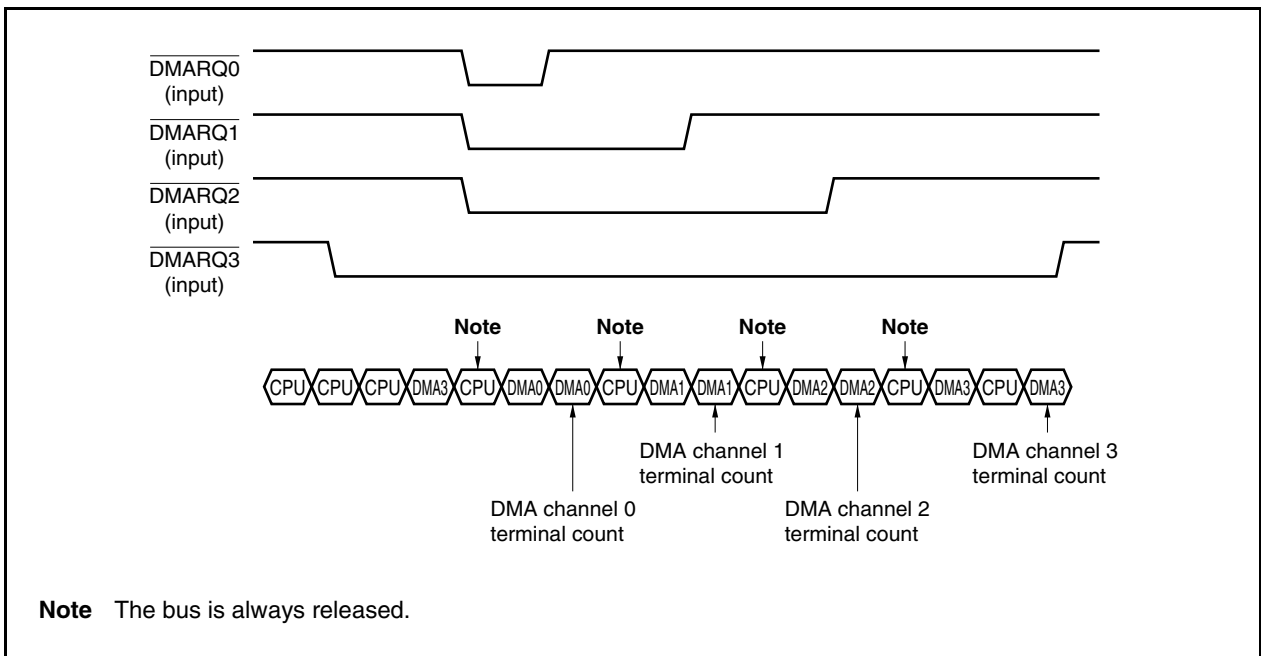 DMARQ0
(input)
DMARQ1
(input)
DMARQ2
(input)
DMARQ3
(input)
Note Note Note Note
CPU CPU CPU DMA3 CPU DMA0 DMA0 CPU DMA1 DMA1 CPU DMA2 DMA2 CPU DMA3 CPU DMA3
DMA channel 1
terminal count
DMA channel 3
terminal count
DMA channel 0
terminal count
DMA channel 2
terminal count
Note The bus is always released.